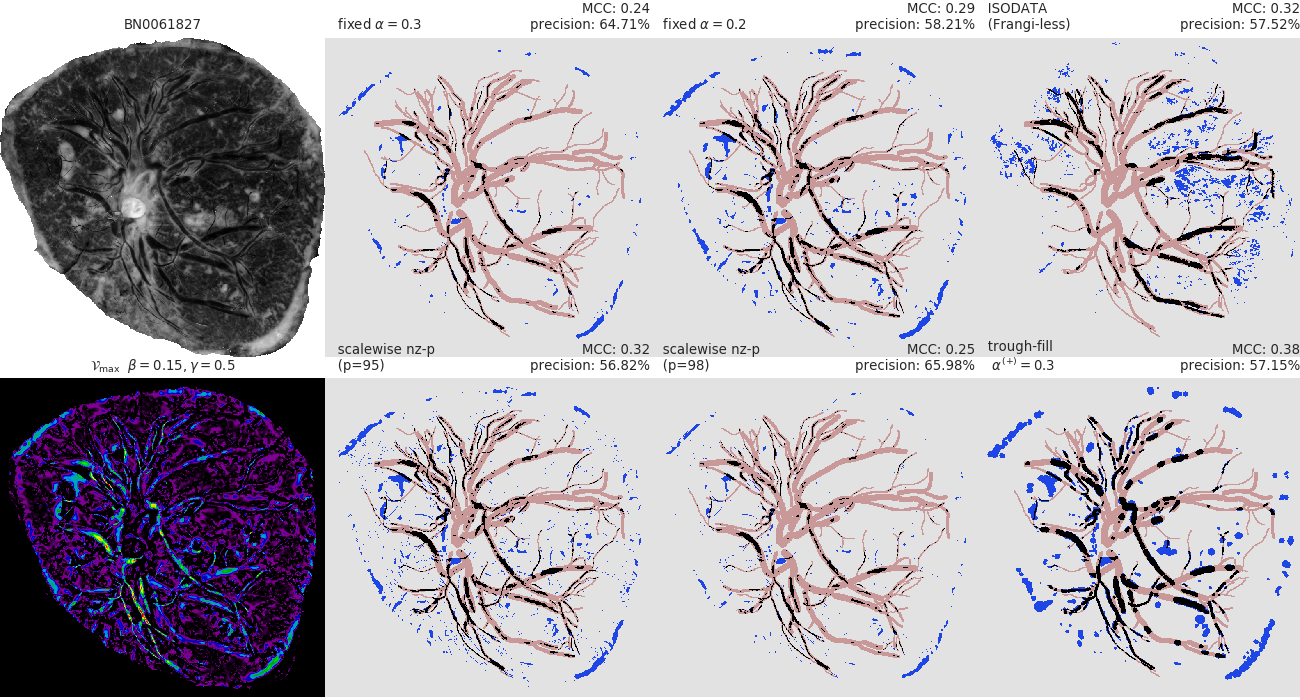 BN0061827
fixed α = 0.3
MCC: 0.24
precision: 64.71%
fixed α = 0.2
MCC: 0.29
precision: 58.21%
ISODATA
(Frangi-less)
MCC: 0.32
precision: 57.52%
𝒱max β = 0.15, γ = 0.5
scalewise nz-p
(p=95)
MCC: 0.32
precision: 56.82%
scalewise nz-p
(p=98)
MCC: 0.25
precision: 65.98%
trough-fill
α(+) = 0.3
MCC: 0.38
precision: 57.15%